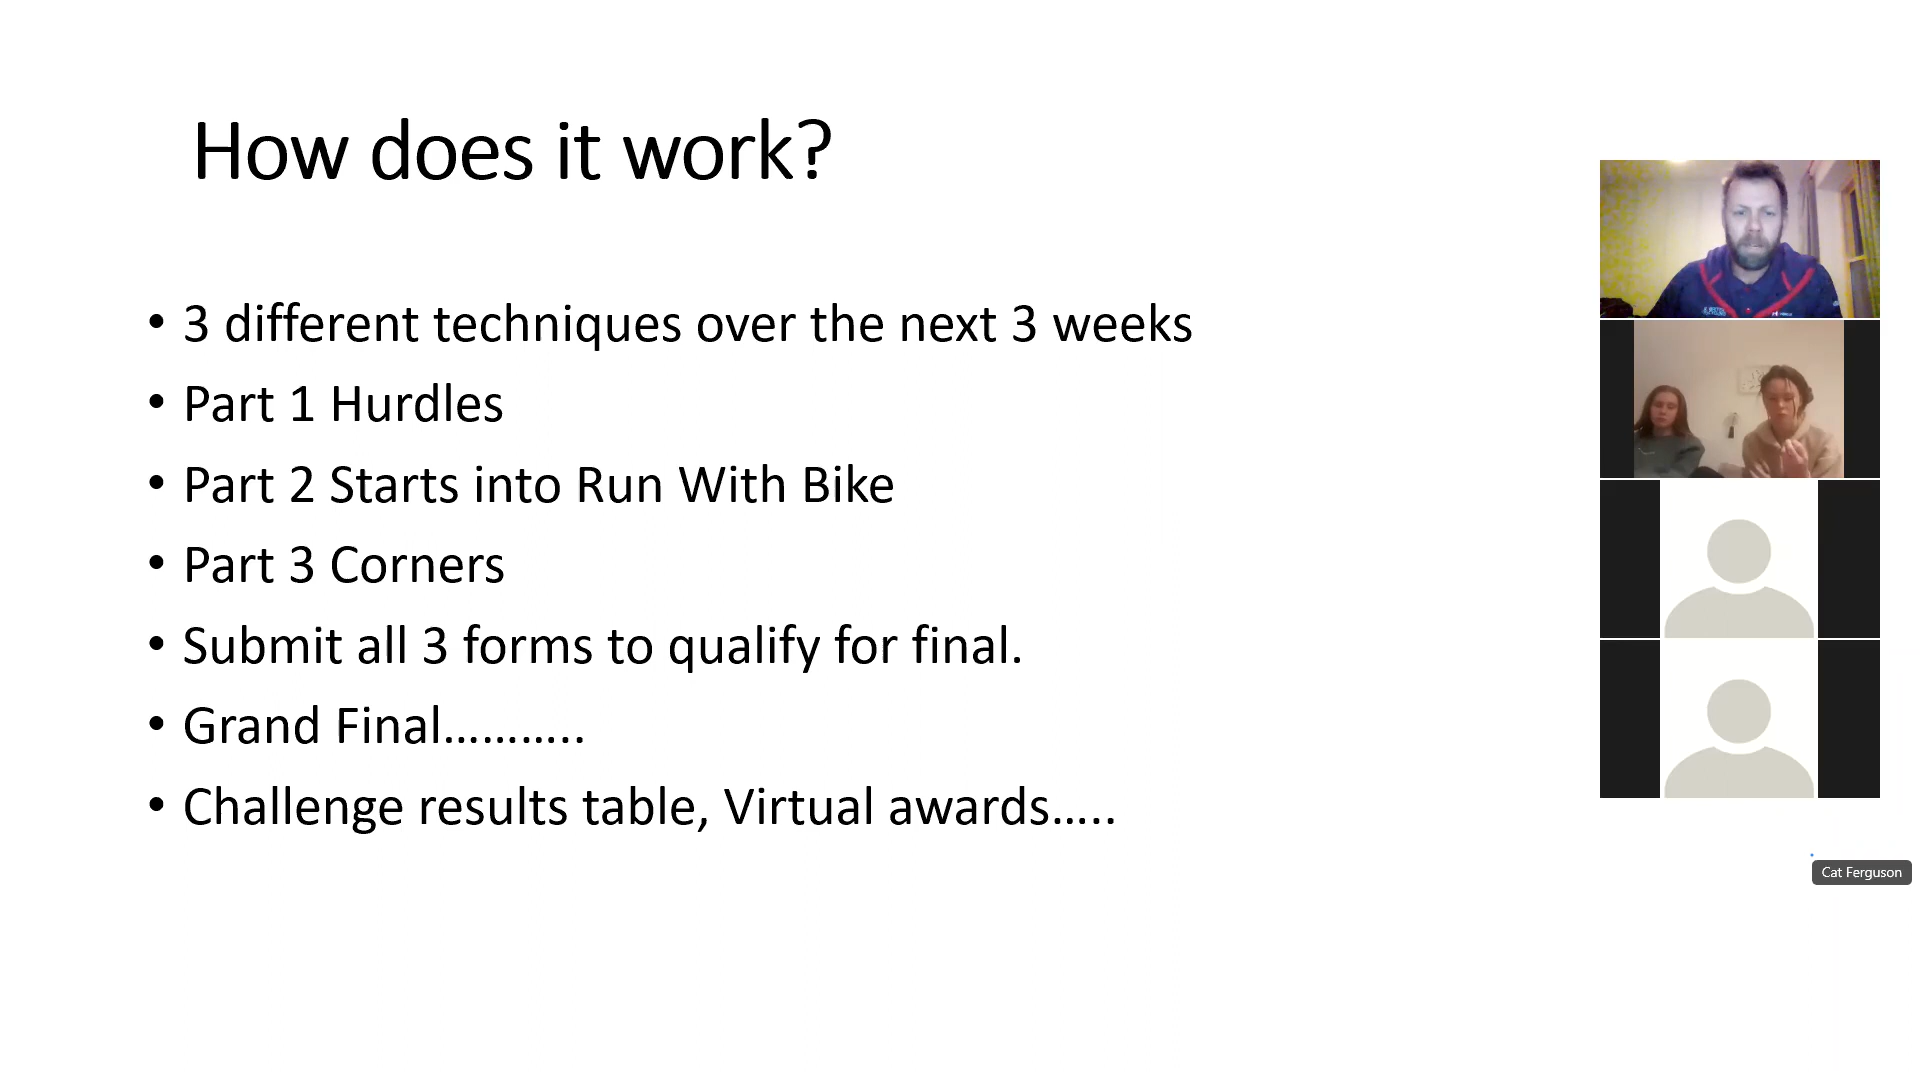 How does it work?
• 3 different techniques over the next 3 weeks
• Part 1 Hurdles
• Part 2 Starts into Run With Bike
• Part 3 Corners
• Submit all 3 forms to qualify for final.
• Grand Final………..
• Challenge results table, Virtual awards…..
Cat Ferguson